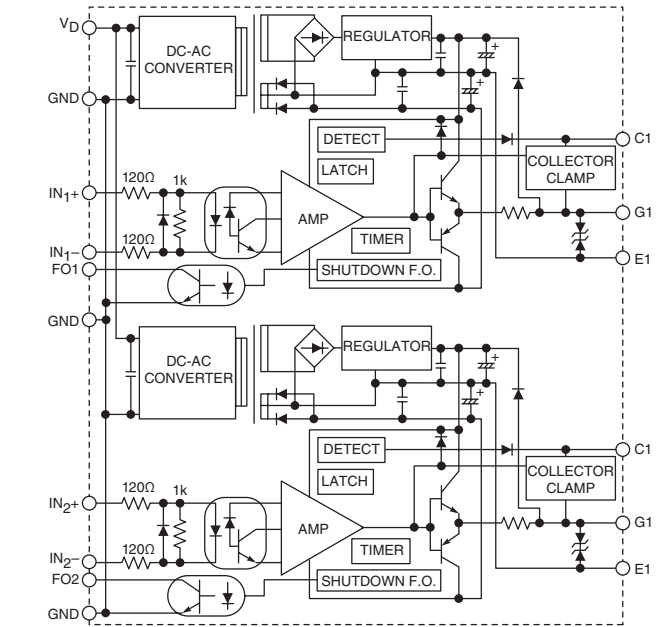 VD
DC-AC
CONVERTER
REGULATOR
+
+
GND
DETECT
C1
COLLECTOR
CLAMP
LATCH
120Ω
1k
IN1+
AMP
G1
TIMER
120Ω
IN1−
E1
FO1
SHUTDOWN F.O.
GND
DC-AC
CONVERTER
REGULATOR
+
+
DETECT
C1
COLLECTOR
CLAMP
LATCH
120Ω
1k
IN2+
AMP
G1
TIMER
120Ω
IN2−
E1
FO2
SHUTDOWN F.O.
GND